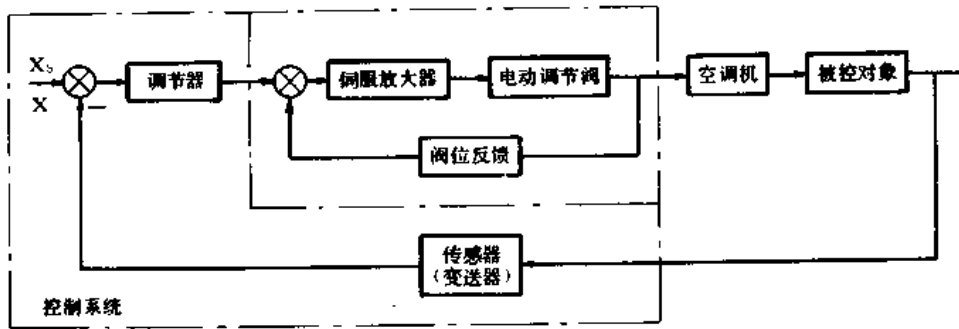 Xs
X
调节器
伺服放大器
电动调节阀
空调机
被控对象
阀位反馈
传感器
(变送器)
控制系统